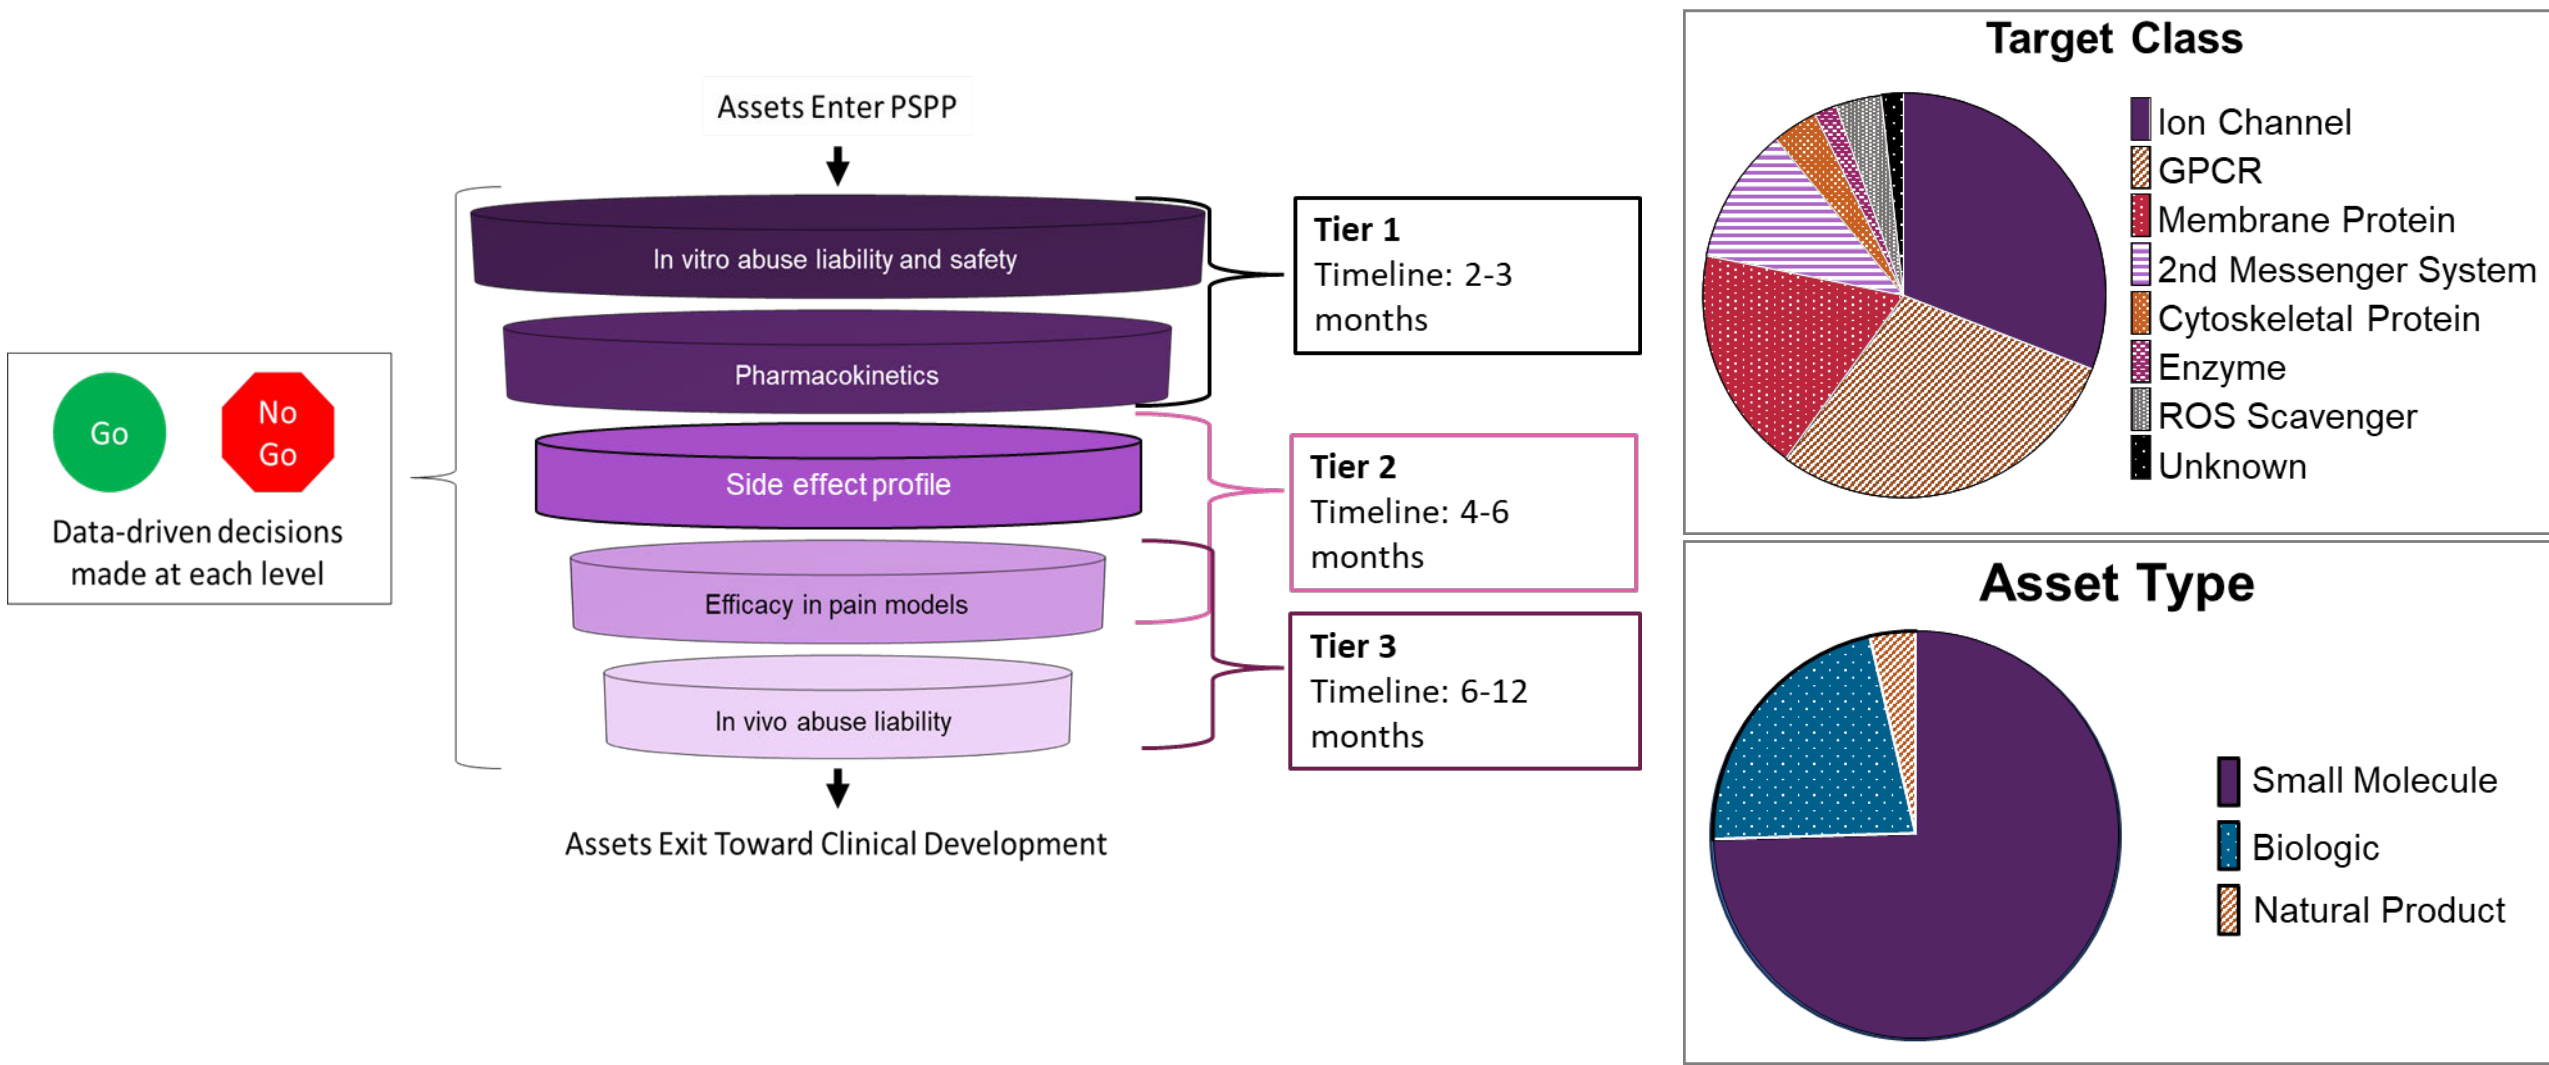 Assets Enter PSPP
In vitro abuse liability and safety
Pharmacokinetics
Side effect profile
Efficacy in pain models
In vivo abuse liability
Assets Exit Toward Clinical Development
Go
No
Go
Data-driven decisions
made at each level
Tier 1
Timeline: 2-3
months
Tier 2
Timeline: 4-6
months
Tier 3
Timeline: 6-12
months
Target Class
Ion Channel
GPCR
Membrane Protein
2nd Messenger System
Cytoskeletal Protein
Enzyme
ROS Scavenger
Unknown
Asset Type
Small Molecule
Biologic
Natural Product